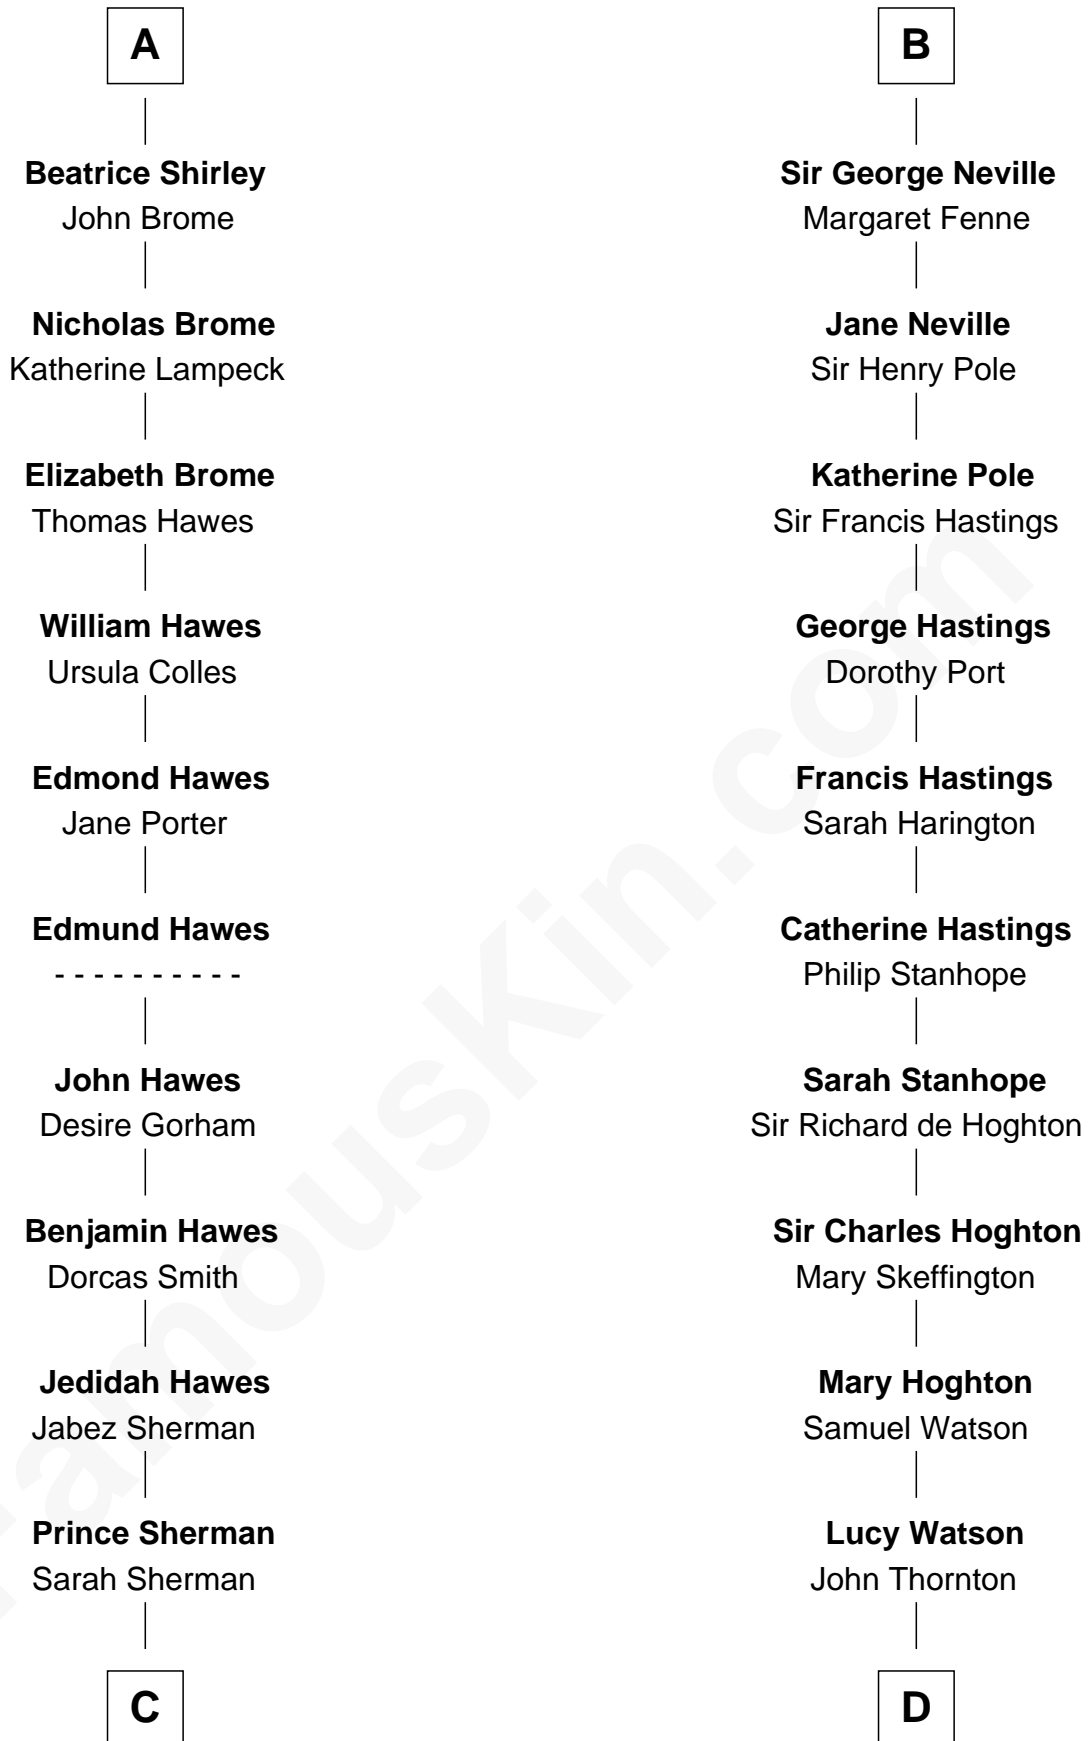 A
Beatrice Shirley
John Brome
Nicholas Brome
Katherine Lampeck
Elizabeth Brome
Thomas Hawes
William Hawes
Ursula Colles
Edmond Hawes
Jane Porter
Edmund Hawes
- - - - - - - - - -
John Hawes
Desire Gorham
Benjamin Hawes
Dorcas Smith
Jedidah Hawes
Jabez Sherman
Prince Sherman
Sarah Sherman
C
B
Sir George Neville
Margaret Fenne
Jane Neville
Sir Henry Pole
Katherine Pole
Sir Francis Hastings
George Hastings
Dorothy Port
Francis Hastings
Sarah Harington
Catherine Hastings
Philip Stanhope
Sarah Stanhope
Sir Richard de Hoghton
Sir Charles Hoghton
Mary Skeffington
Mary Hoghton
Samuel Watson
Lucy Watson
John Thornton
D
FamousKin.com